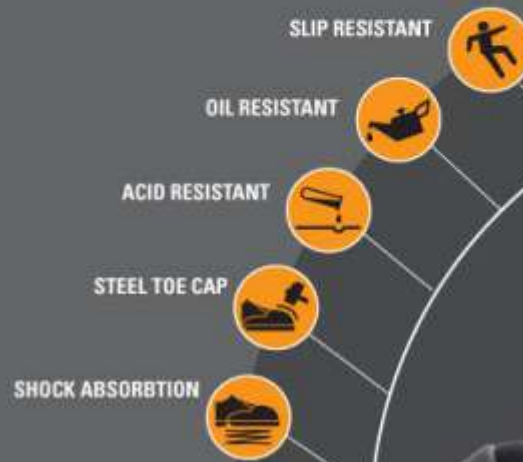 SLIP RESISTANT
OIL RESISTANT
ACID RESISTANT
STEEL TOE CAP
SHOCK ABSORBTION